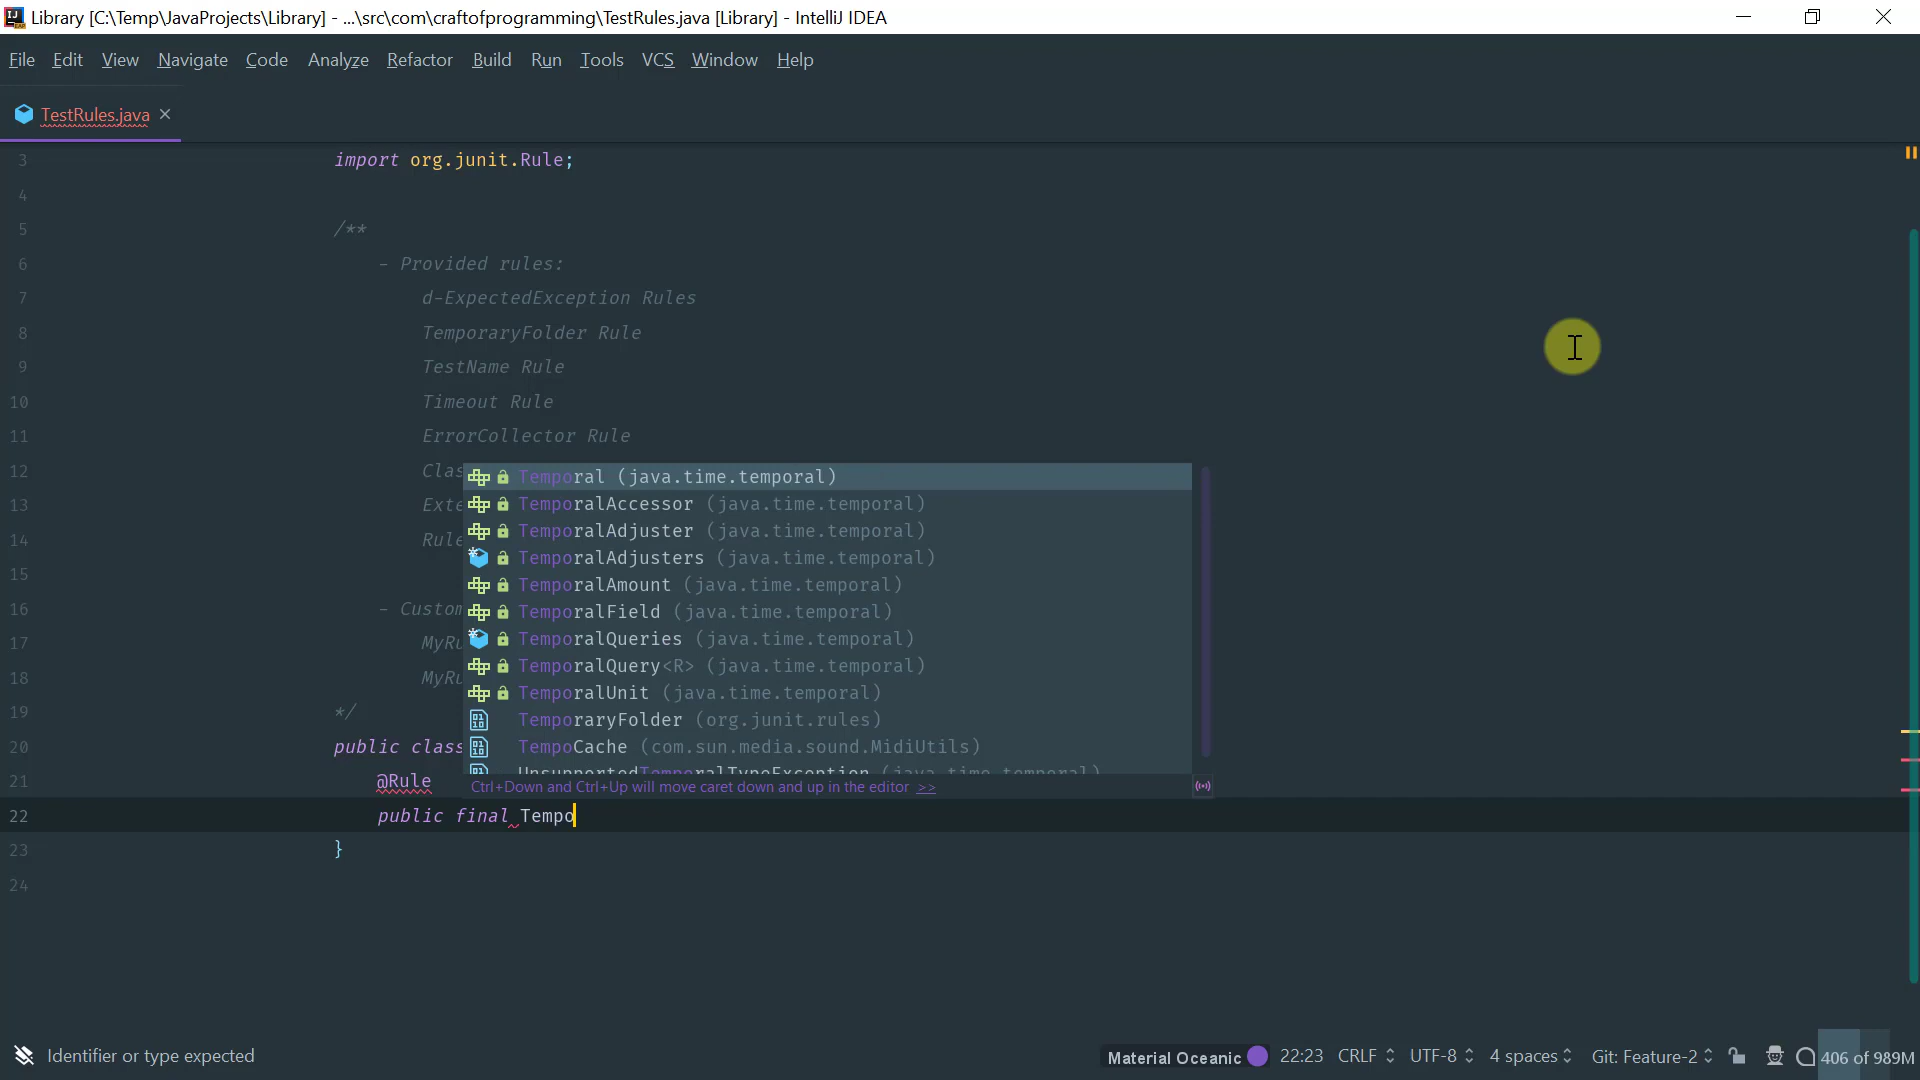 Library [C:\Temp\JavaProjects\Library] - ...\src\com\craftofprogramming\TestRules.java [Library] - IntelliJ IDEA
File Edit View Navigate Code Analyze Refactor Build Run Tools VCS Window Help
TestRules.java
3 import org.junit.Rule;
4
5 /**
6 - Provided rules:
7 d-ExpectedException Rules
8 TemporaryFolder Rule
9 TestName Rule
10 Timeout Rule
11 ErrorCollector Rule
12 Clas
13 Exte
14 Rule
15
16 - Custom
17 MyRu
18 MyRu
19 */
20 public class
21 @Rule
22 public final Tempo
23 }
24
Temporal (java.time.temporal)
TemporalAccessor (java.time.temporal)
TemporalAdjuster (java.time.temporal)
TemporalAdjusters (java.time.temporal)
TemporalAmount (java.time.temporal)
TemporalField (java.time.temporal)
TemporalQueries (java.time.temporal)
TemporalQuery<R> (java.time.temporal)
TemporalUnit (java.time.temporal)
TemporaryFolder (org.junit.rules)
TempoCache (com.sun.media.sound.MidiUtils)
UnsupportedTemporalTypeException (java.time.temporal)
Ctrl+Down and Ctrl+Up will move caret down and up in the editor >>
Identifier or type expected
Material Oceanic 22:23 CRLF UTF-8 4 spaces Git: Feature-2 406 of 989M